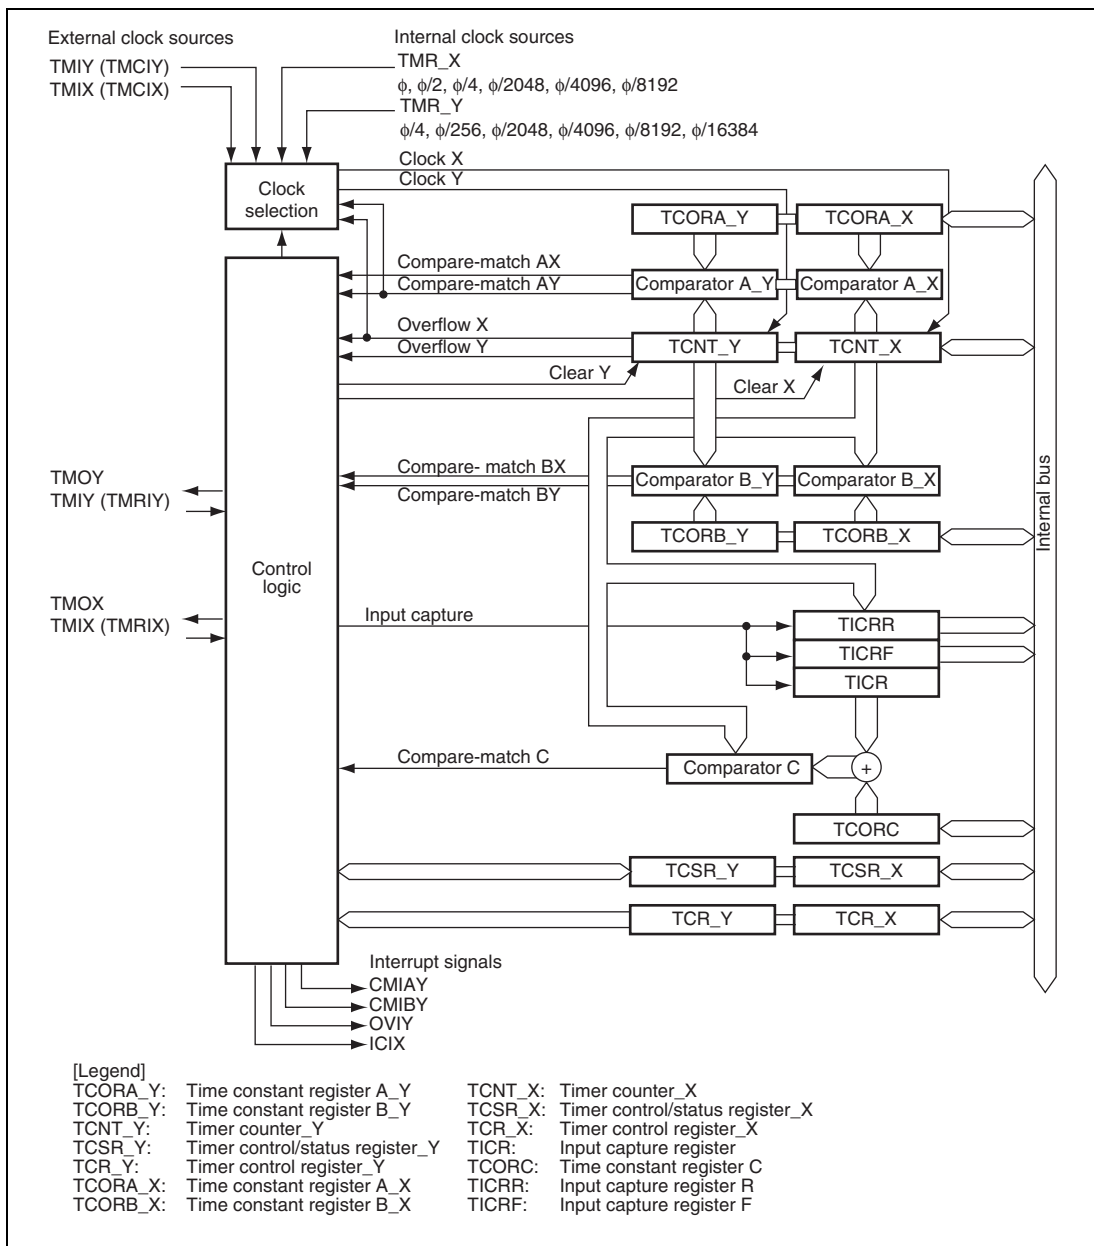 External clock sources
Internal clock sources
TMIY (TMCIY)
TMIX (TMCIX)
TMR_X
ϕ, ϕ/2, ϕ/4, ϕ/2048, ϕ/4096, ϕ/8192
TMR_Y
ϕ/4, ϕ/256, ϕ/2048, ϕ/4096, ϕ/8192, ϕ/16384
Clock X
Clock Y
Clock
selection
TCORA_Y
TCORA_X
Compare-match AX
Compare-match AY
Comparator A_Y
Comparator A_X
Overflow X
Overflow Y
TCNT_Y
TCNT_X
Clear Y
Clear X
Compare- match BX
Compare-match BY
Comparator B_Y
Comparator B_X
TCORB_Y
TCORB_X
Internal bus
TMOY
TMIY (TMRIY)
Control
logic
TMOX
TMIX (TMRIX)
Input capture
TICRR
TICRF
TICR
Compare-match C
Comparator C
+
TCORC
TCSR_Y
TCSR_X
TCR_Y
TCR_X
Interrupt signals
CMIAY
CMIBY
OVIY
ICIX
[Legend]
TCORA_Y: Time constant register A_Y
TCORB_Y: Time constant register B_Y
TCNT_Y: Timer counter_Y
TCSR_Y: Timer control/status register_Y
TCR_Y: Timer control register_Y
TCORA_X: Time constant register A_X
TCORB_X: Time constant register B_X
TCNT_X: Timer counter_X
TCSR_X: Timer control/status register_X
TCR_X: Timer control register_X
TICR: Input capture register
TCORC: Time constant register C
TICRR: Input capture register R
TICRF: Input capture register F